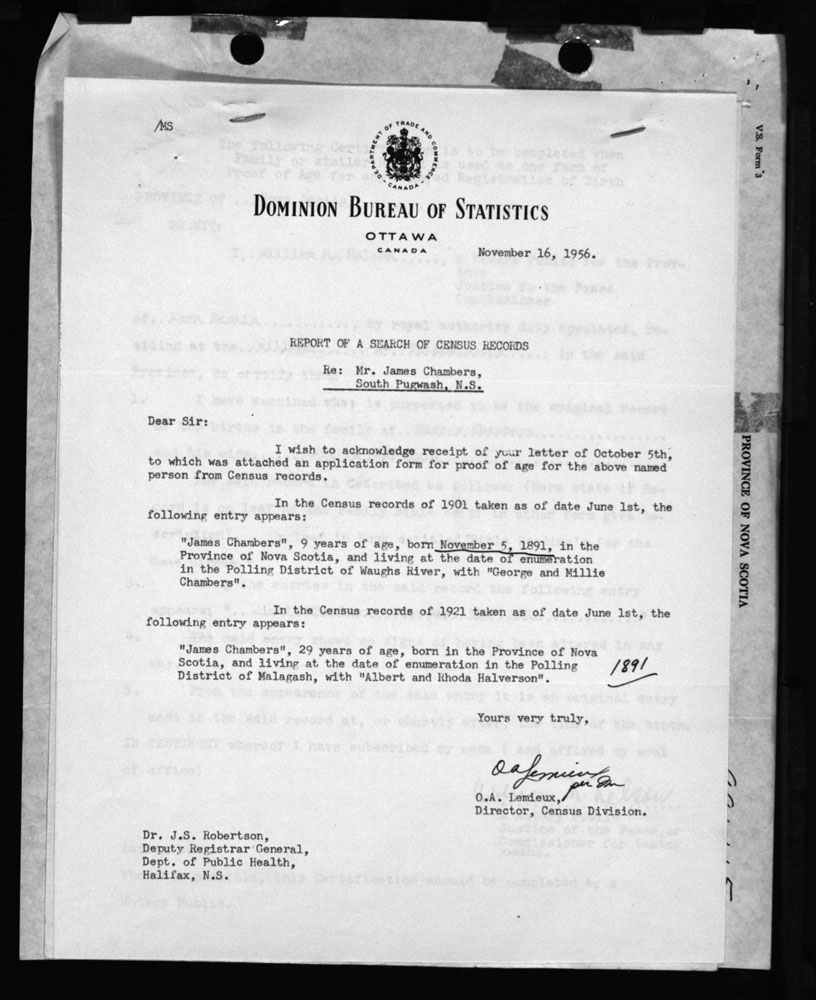 V.S. Form 3
/MS
DEPARTMENT OF TRADE AND COMMERCE
CANADA
DOMINION BUREAU OF STATISTICS
OTTAWA
CANADA
November 16, 1956.
REPORT OF A SEARCH OF CENSUS RECORDS
Re: Mr. James Chambers,
South Pugwash, N.S.
Dear Sir:
I wish to acknowledge receipt of your letter of October 5th,
to which was attached an application form for proof of age for the above named
person from Census records.
In the Census records of 1901 taken as of date June 1st, the
following entry appears:
"James Chambers", 9 years of age, born November 5, 1891, in the
Province of Nova Scotia, and living at the date of enumeration
in the Polling District of Waughs River, with "George and Millie
Chambers".
In the Census records of 1921 taken as of date June 1st, the
following entry appears:
"James Chambers", 29 years of age, born in the Province of Nova
Scotia, and living at the date of enumeration in the Polling
District of Malagash, with "Albert and Rhoda Halverson".
1891
Yours very truly,
OALemieux
per
O.A. Lemieux,
Director, Census Division.
Dr. J.S. Robertson,
Deputy Registrar General,
Dept. of Public Health,
Halifax, N.S.
PROVINCE OF NOVA SCOTIA